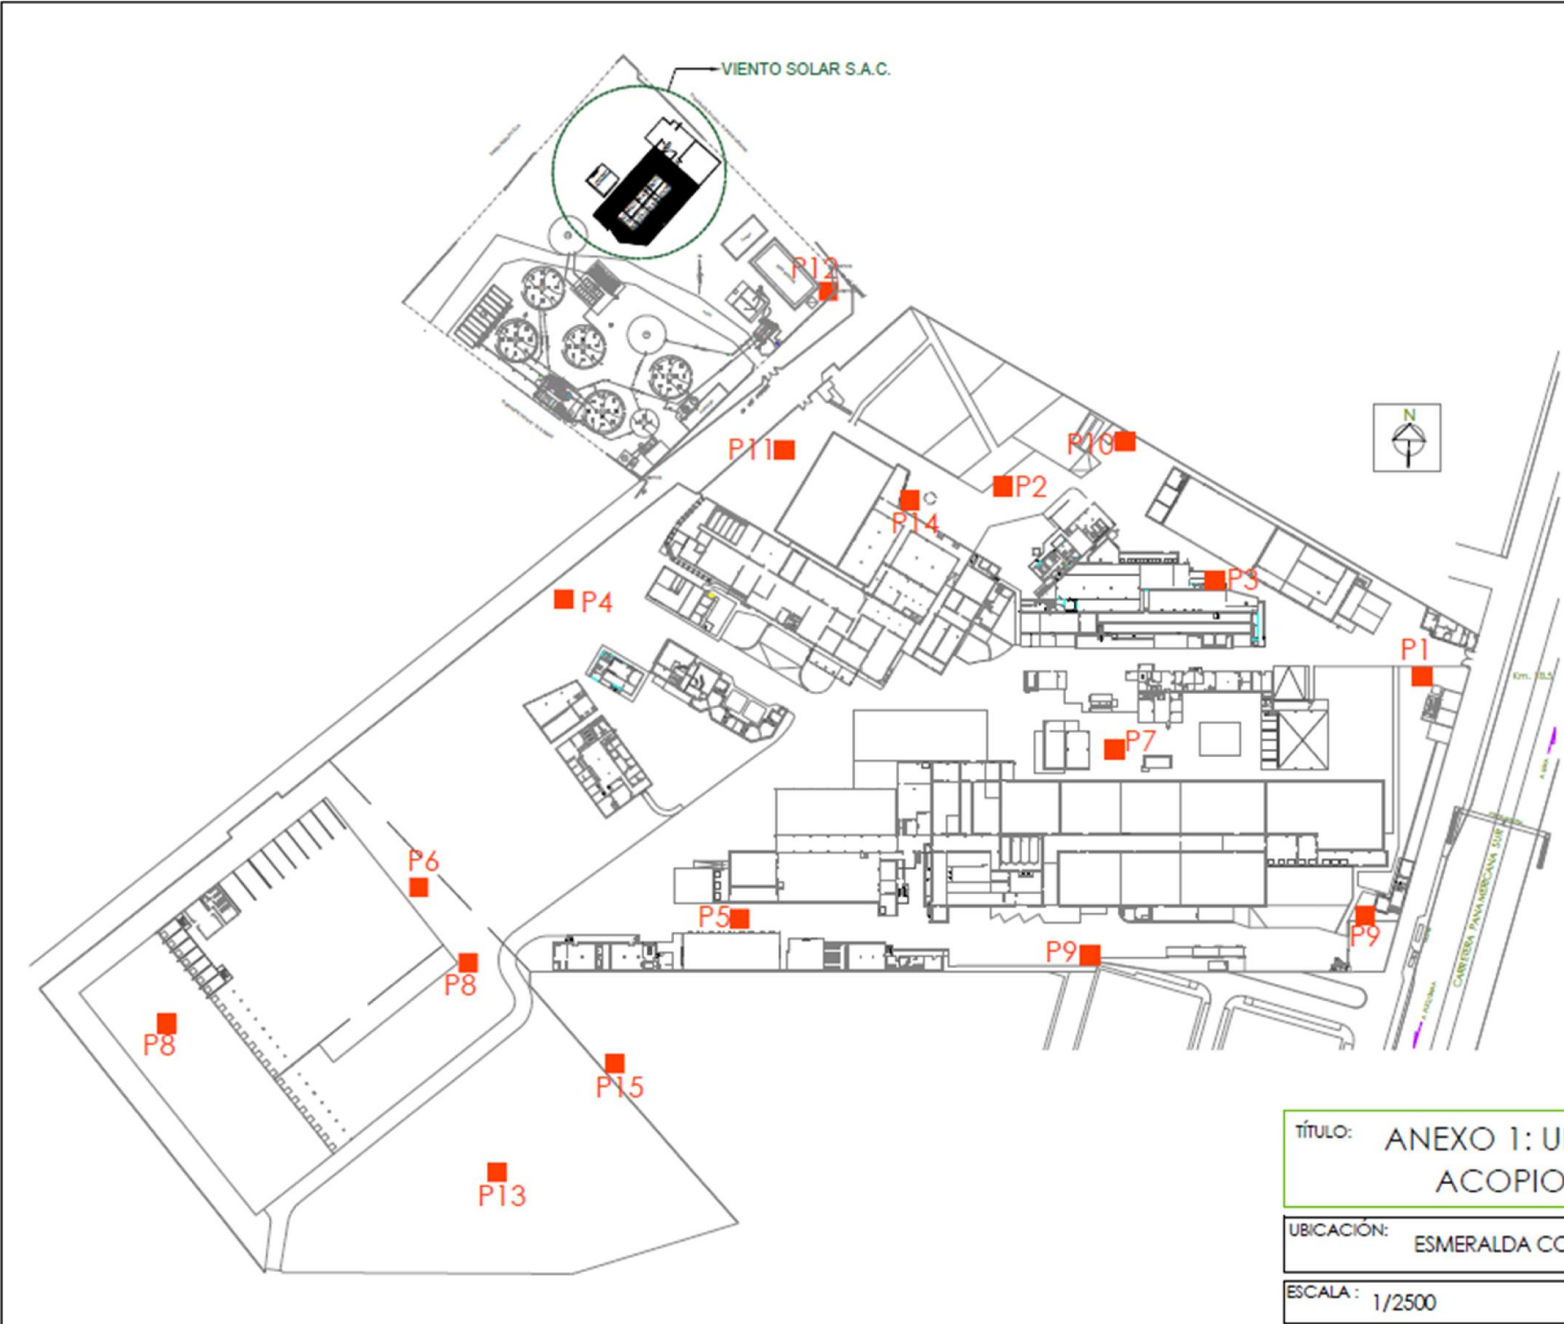 VIENTO SOLAR S.A.C.
P12
N
P11
P10
P2
P14
P3
P4
P1
Km. 18.5
P7
P6
P5
P9
P9
CARRETERA PANAMERICANA SUR
P8
P8
P15
P13
TÍTULO: ANEXO 1: U
ACOPIO
UBICACIÓN: ESMERALDA CO
ESCALA : 1/2500